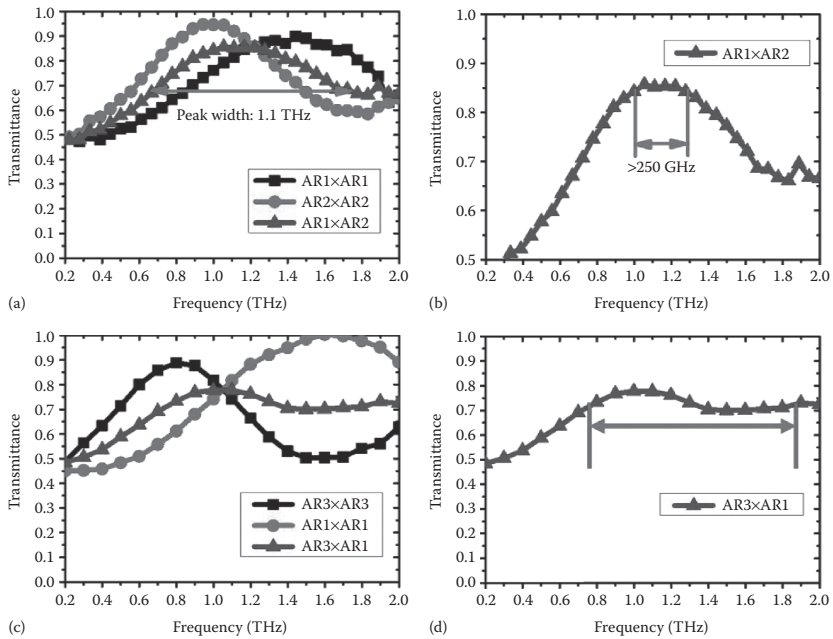 1.0
0.9
0.8
0.7
0.6
0.5
0.4
0.3
0.2
0.1
0.0
Transmittance
Peak width: 1.1 THz
AR1×AR1
AR2×AR2
AR1×AR2
0.2 0.4 0.6 0.8 1.0 1.2 1.4 1.6 1.8 2.0
(a)
Frequency (THz)
0.8
0.8
0.7
0.6
0.5
Transmittance
AR1×AR2
>250 GHz
0.2 0.4 0.6 0.8 1.0 1.2 1.4 1.6 1.8 2.0
(b)
Frequency (THz)
1.0
0.9
0.8
0.7
0.6
0.5
0.4
0.3
0.2
0.1
0.0
Transmittance
AR3×AR3
AR1×AR1
AR3×AR1
0.2 0.4 0.6 0.8 1.0 1.2 1.4 1.6 1.8 2.0
(c)
Frequency (THz)
1.0
0.9
0.8
0.7
0.6
0.5
0.4
0.3
0.2
0.1
0.0
Transmittance
AR3×AR1
0.2 0.4 0.6 0.8 1.0 1.2 1.4 1.6 1.8 2.0
(d)
Frequency (THz)